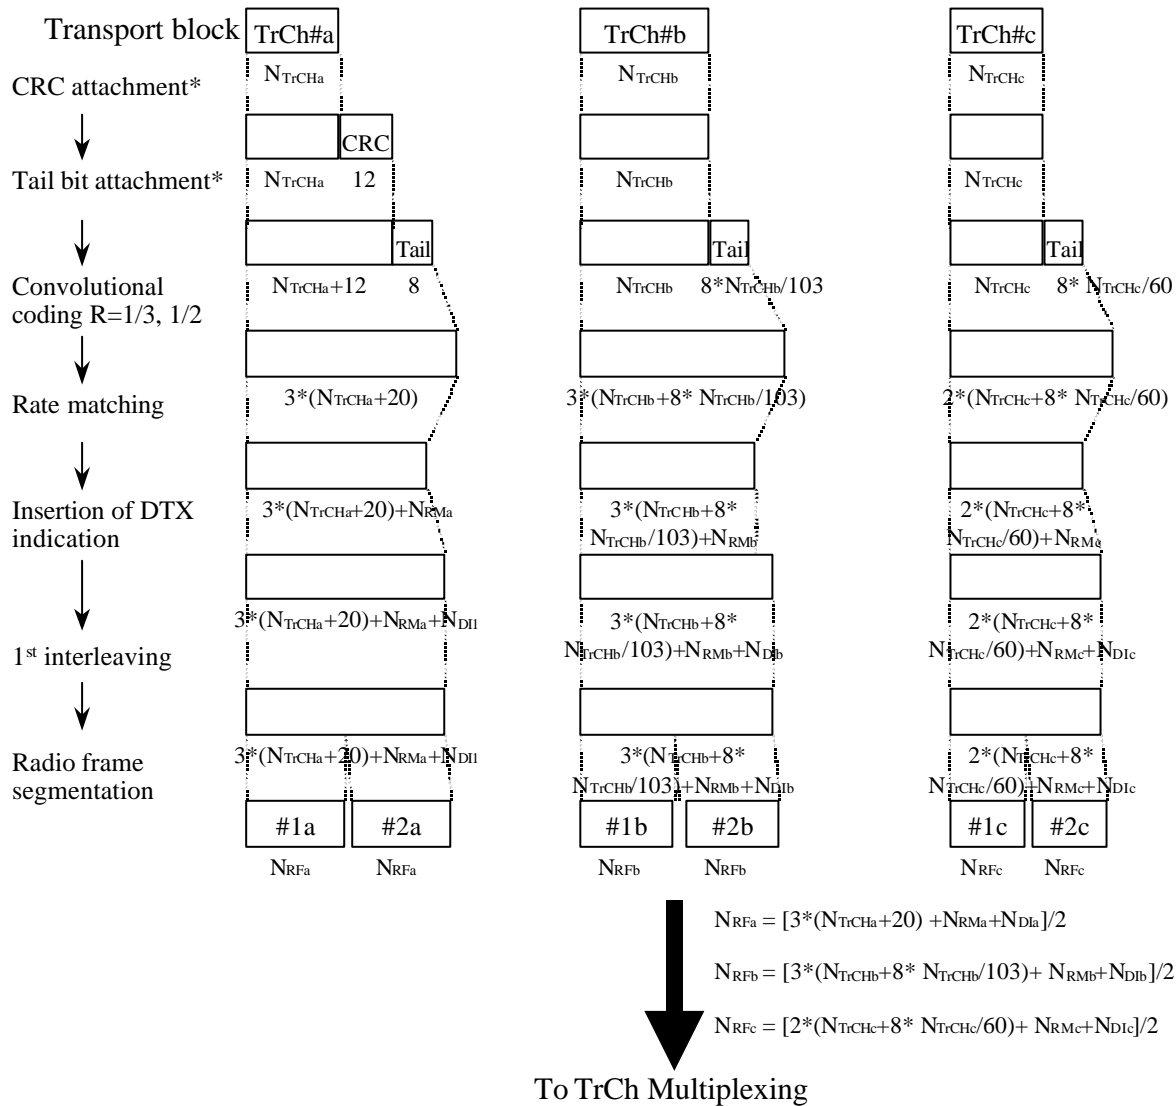 Transport block TrCh#a TrCh#b TrCh#c
NTrCHa NTrCHb NTrCHc
CRC attachment*
CRC
Tail bit attachment* NTrCHa 12 NTrCHb NTrCHc
Tail Tail Tail
Convolutional NTrCHa+12 8 NTrCHb 8*NTrCHb/103 NTrCHc 8* NTrCHc/60
coding R=1/3, 1/2
Rate matching 3*(NTrCHa+20) 3*(NTrCHb+8* NTrCHb/103) 2*(NTrCHc+8* NTrCHc/60)
Insertion of DTX 3*(NTrCHa+20)+NRMa 3*(NTrCHb+8* 2*(NTrCHc+8*
indication NTrCHb/103)+NRMb NTrCHc/60)+NRMc
3*(NTrCHa+20)+NRMa+NDI1 3*(NTrCHb+8* 2*(NTrCHc+8*
1st interleaving NTrCHb/103)+NRMb+NDIb NTrCHc/60)+NRMc+NDIc
Radio frame 3*(NTrCHa+20)+NRMa+NDI1 3*(NTrCHb+8* 2*(NTrCHc+8*
segmentation NTrCHb/103)+NRMb+NDIb NTrCHc/60)+NRMc+NDIc
#1a #2a #1b #2b #1c #2c
NRFa NRFa NRFb NRFb NRFc NRFc
NRFa = [3*(NTrCHa+20) +NRMa+NDIa]/2
NRFb = [3*(NTrCHb+8* NTrCHb/103)+ NRMb+NDIb]/2
NRFc = [2*(NTrCHc+8* NTrCHc/60)+ NRMc+NDIc]/2
To TrCh Multiplexing